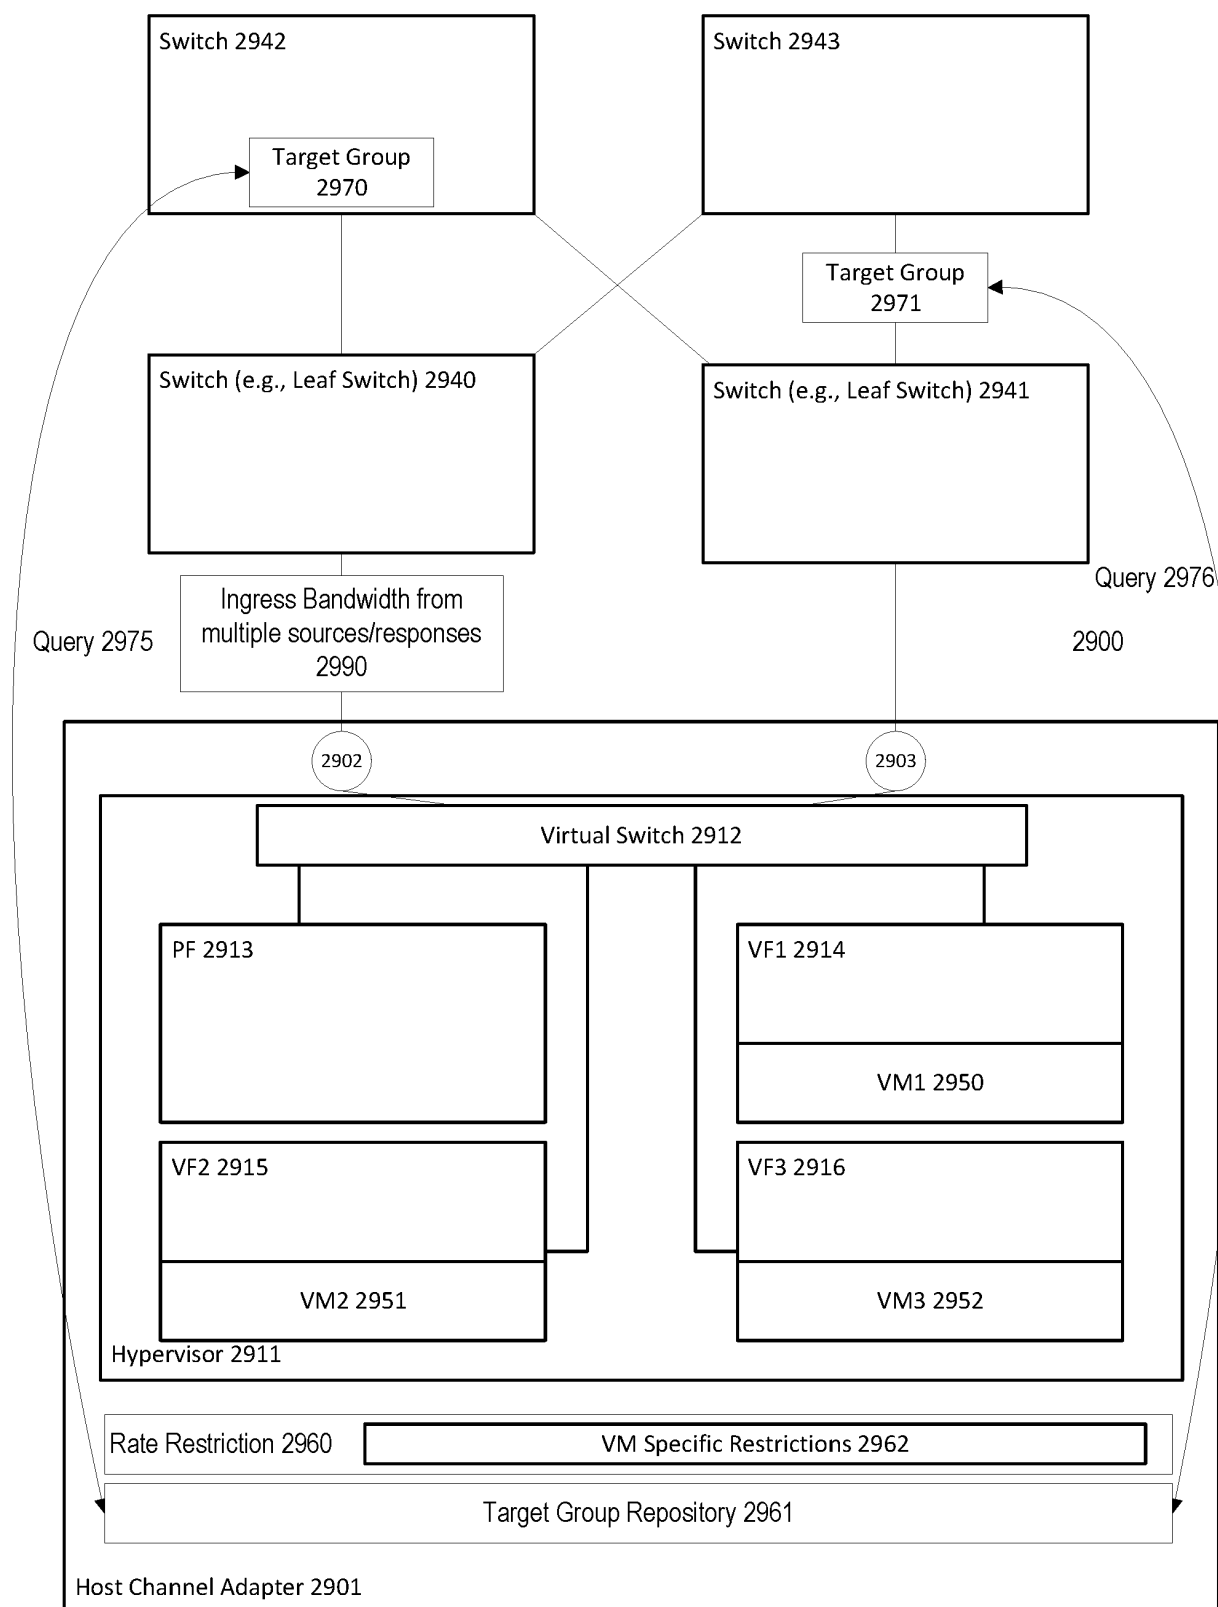 Switch 2942
Switch 2943
Target Group
2970
Target Group
2971
Switch (e.g., Leaf Switch) 2940
Switch (e.g., Leaf Switch) 2941
Query 2976
Ingress Bandwidth from
multiple sources/responses
2990
Query 2975
2900
2902
2903
Virtual Switch 2912
PF 2913
VF1 2914
VM1 2950
VF2 2915
VF3 2916
VM2 2951
VM3 2952
Hypervisor 2911
Rate Restriction 2960
VM Specific Restrictions 2962
Target Group Repository 2961
Host Channel Adapter 2901